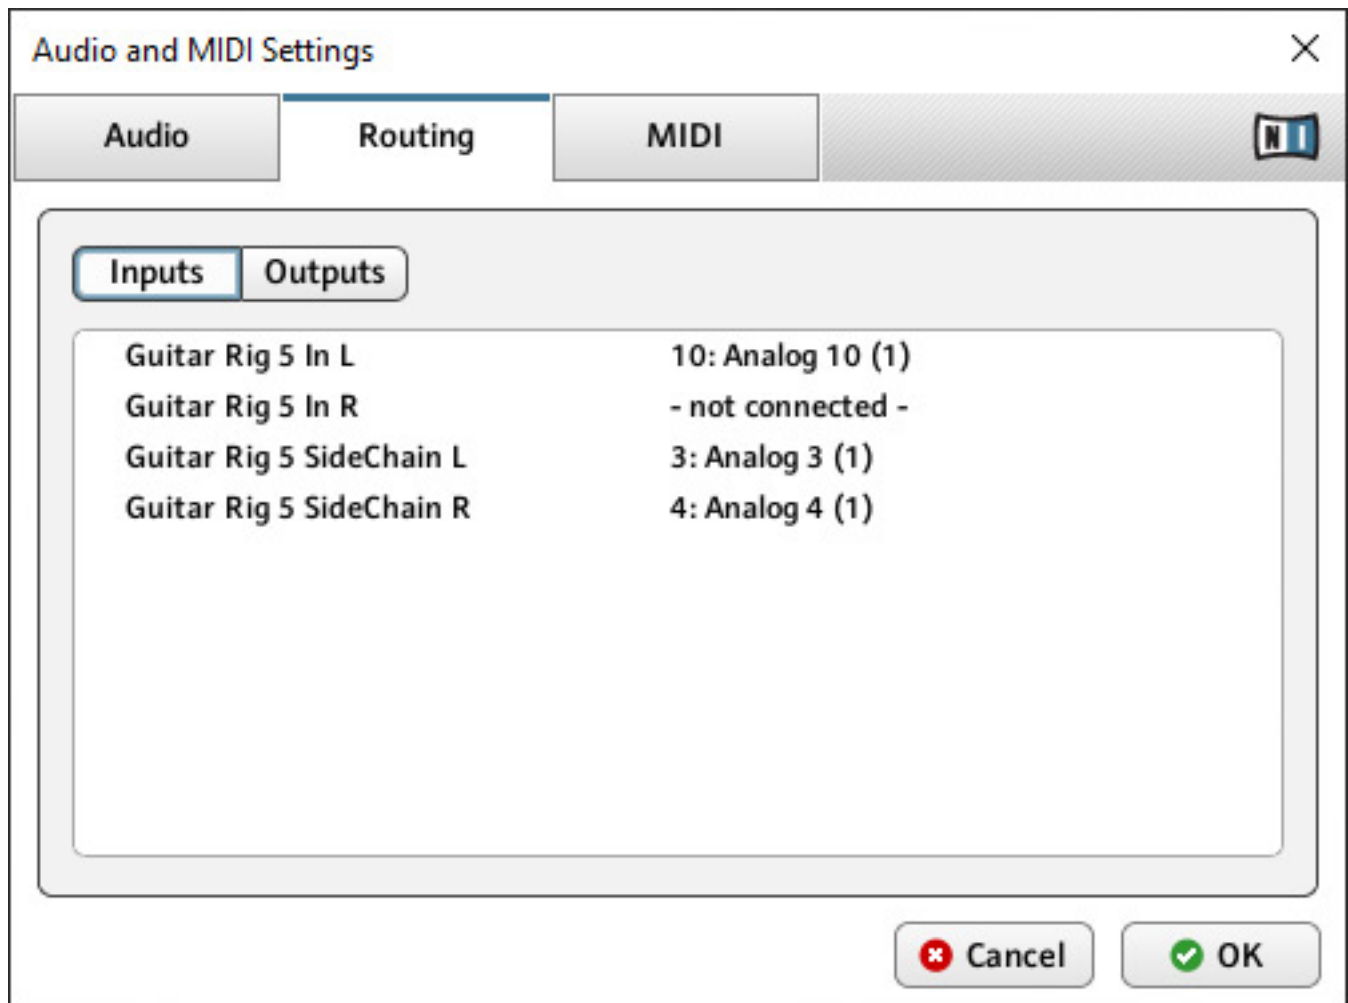 Audio and MIDI Settings
Audio Routing MIDI
NI
Inputs Outputs
Guitar Rig 5 In L 10: Analog 10 (1)
Guitar Rig 5 In R - not connected -
Guitar Rig 5 SideChain L 3: Analog 3 (1)
Guitar Rig 5 SideChain R 4: Analog 4 (1)
Cancel OK